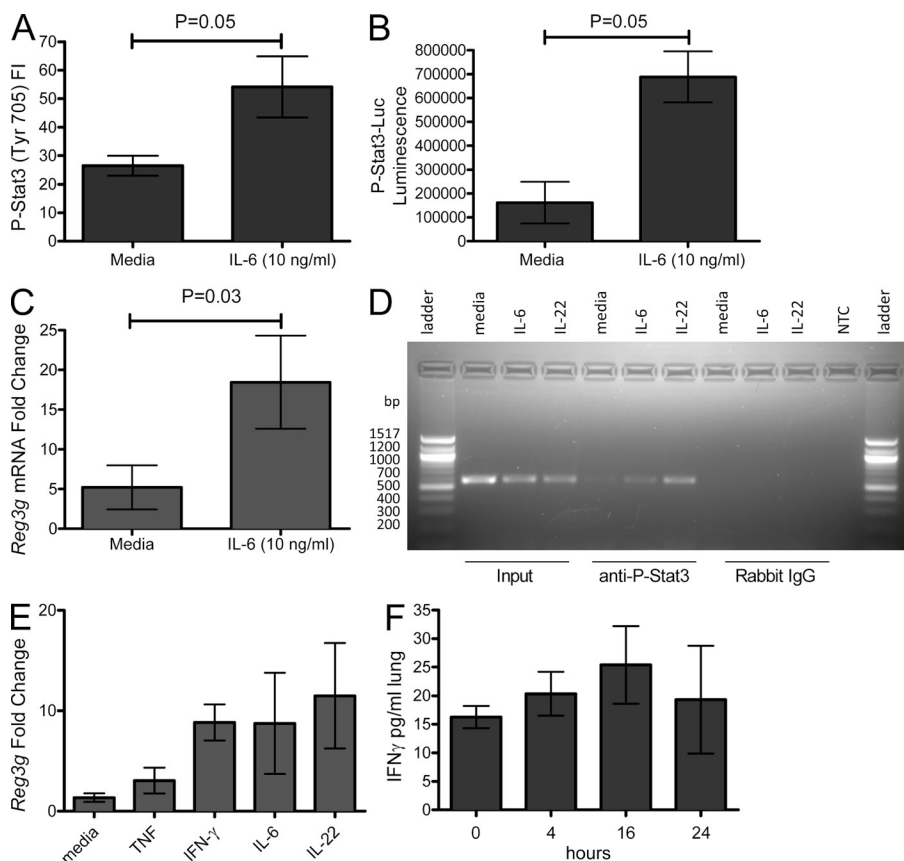 A
P=0.05
P-Stat3 (Tyr 705) FI
70
60
50
40
30
20
10
0
Media
IL-6 (10 ng/ml)
B
P=0.05
P-Stat3-Luc
Luminescence
800000
700000
600000
500000
400000
300000
200000
100000
0
Media
IL-6 (10 ng/ml)
C
P=0.03
Reg3g mRNA Fold Change
25
20
15
10
5
0
Media
IL-6 (10 ng/ml)
D
ladder
media
IL-6
IL-22
media
IL-6
IL-22
media
IL-6
IL-22
NTC
ladder
bp
1517
1200
1000
700
500
400
300
200
Input
anti-P-Stat3
Rabbit IgG
E
Reg3g Fold Change
20
10
0
media
TNF
IFN-γ
IL-6
IL-22
F
IFNγ pg/ml lung
35
30
25
20
15
10
5
0
0
4
16
24
hours